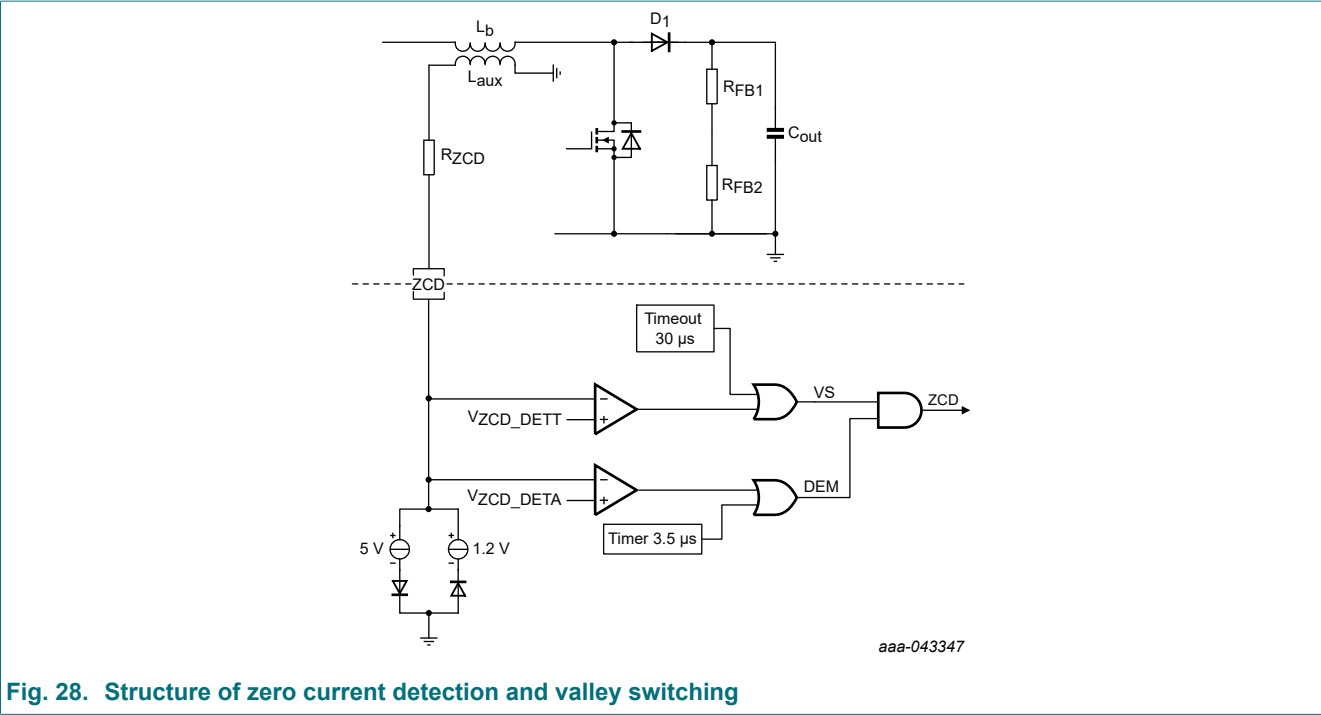 Lb
D1
Laux
RFB1
Cout
RZCD
RFB2
ZCD
Timeout
30 µs
VS
ZCD
VZCD_DETT
−
+
DEM
VZCD_DETA
−
+
Timer 3.5 µs
+
+
5 V
1.2 V
−
−
aaa-043347
Fig. 28. Structure of zero current detection and valley switching